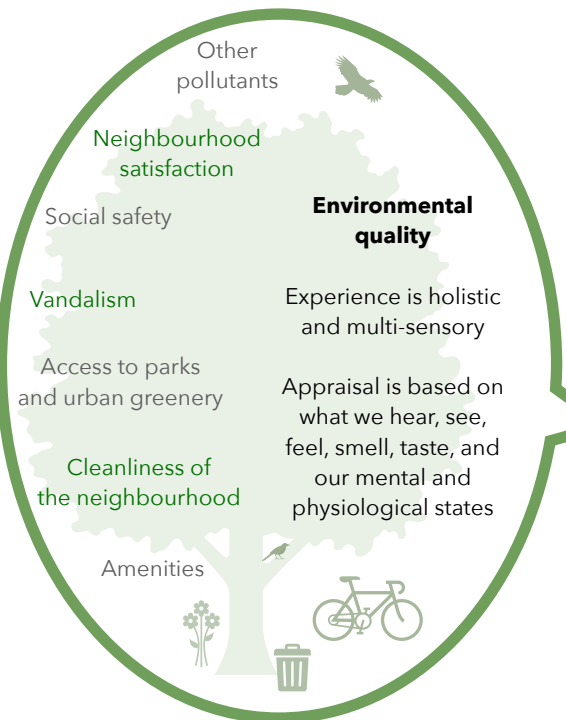 Other
pollutants
Neighbourhood
satisfaction
Social safety
Vandalism
Access to parks
and urban greenery
Cleanliness of
the neighbourhood
Amenities
Environmental
quality
Experience is holistic
and multi-sensory
Appraisal is based on
what we hear, see,
feel, smell, taste, and
our mental and
physiological states